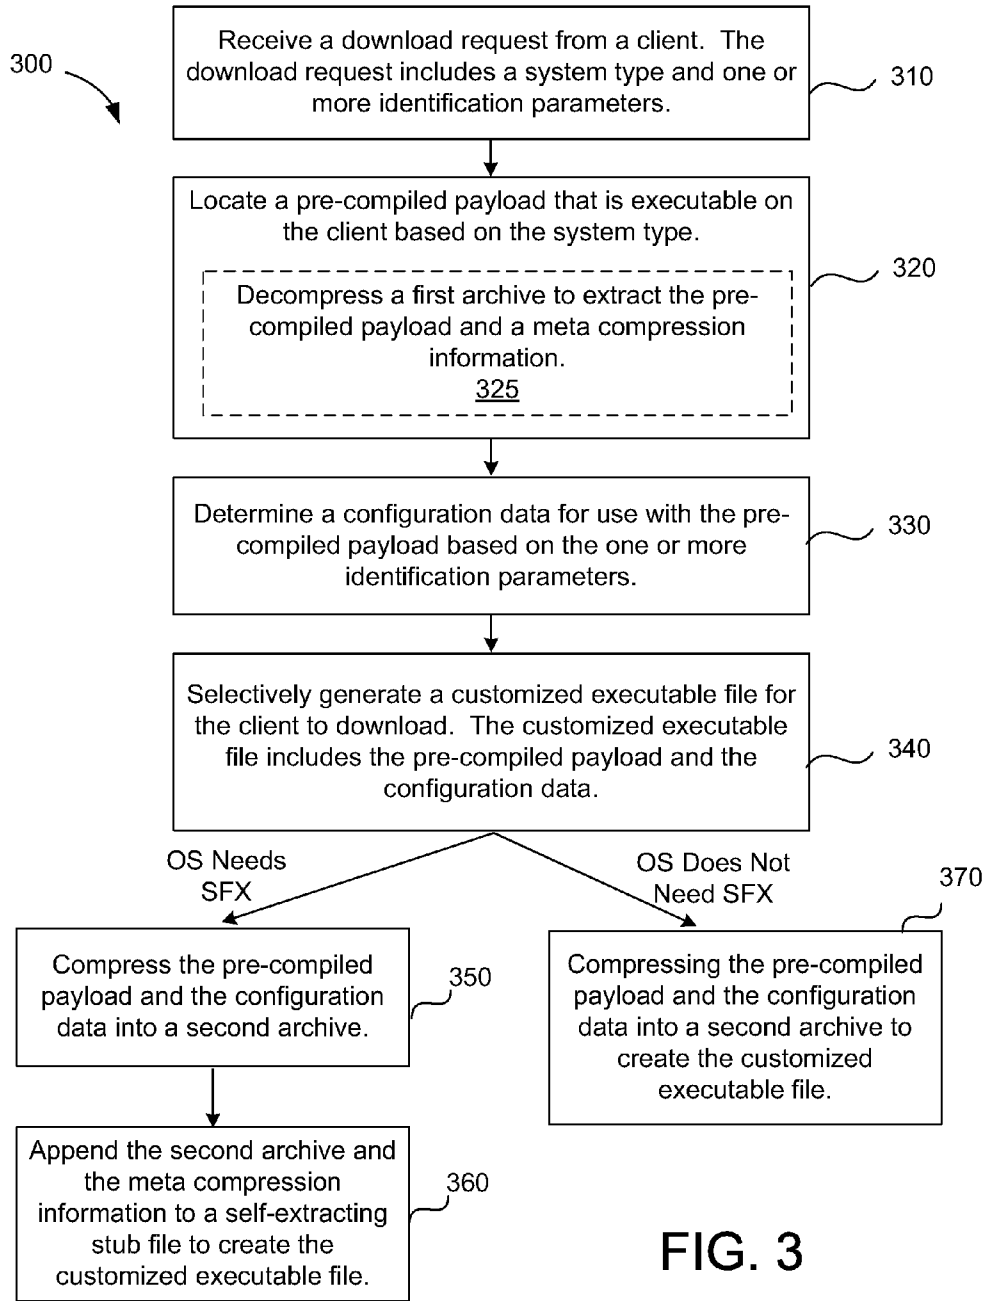 300
Receive a download request from a client. The
download request includes a system type and one or
more identification parameters.
310
Locate a pre-compiled payload that is executable on
the client based on the system type.
320
Decompress a first archive to extract the pre-
compiled payload and a meta compression
information.
325
Determine a configuration data for use with the pre-
compiled payload based on the one or more
identification parameters.
330
Selectively generate a customized executable file for
the client to download. The customized executable
file includes the pre-compiled payload and the
configuration data.
340
OS Needs
SFX
OS Does Not
Need SFX
Compress the pre-compiled
payload and the configuration
data into a second archive.
350
370
Compressing the pre-compiled
payload and the configuration
data into a second archive to
create the customized
executable file.
Append the second archive and
the meta compression
information to a self-extracting
stub file to create the
customized executable file.
360
FIG. 3